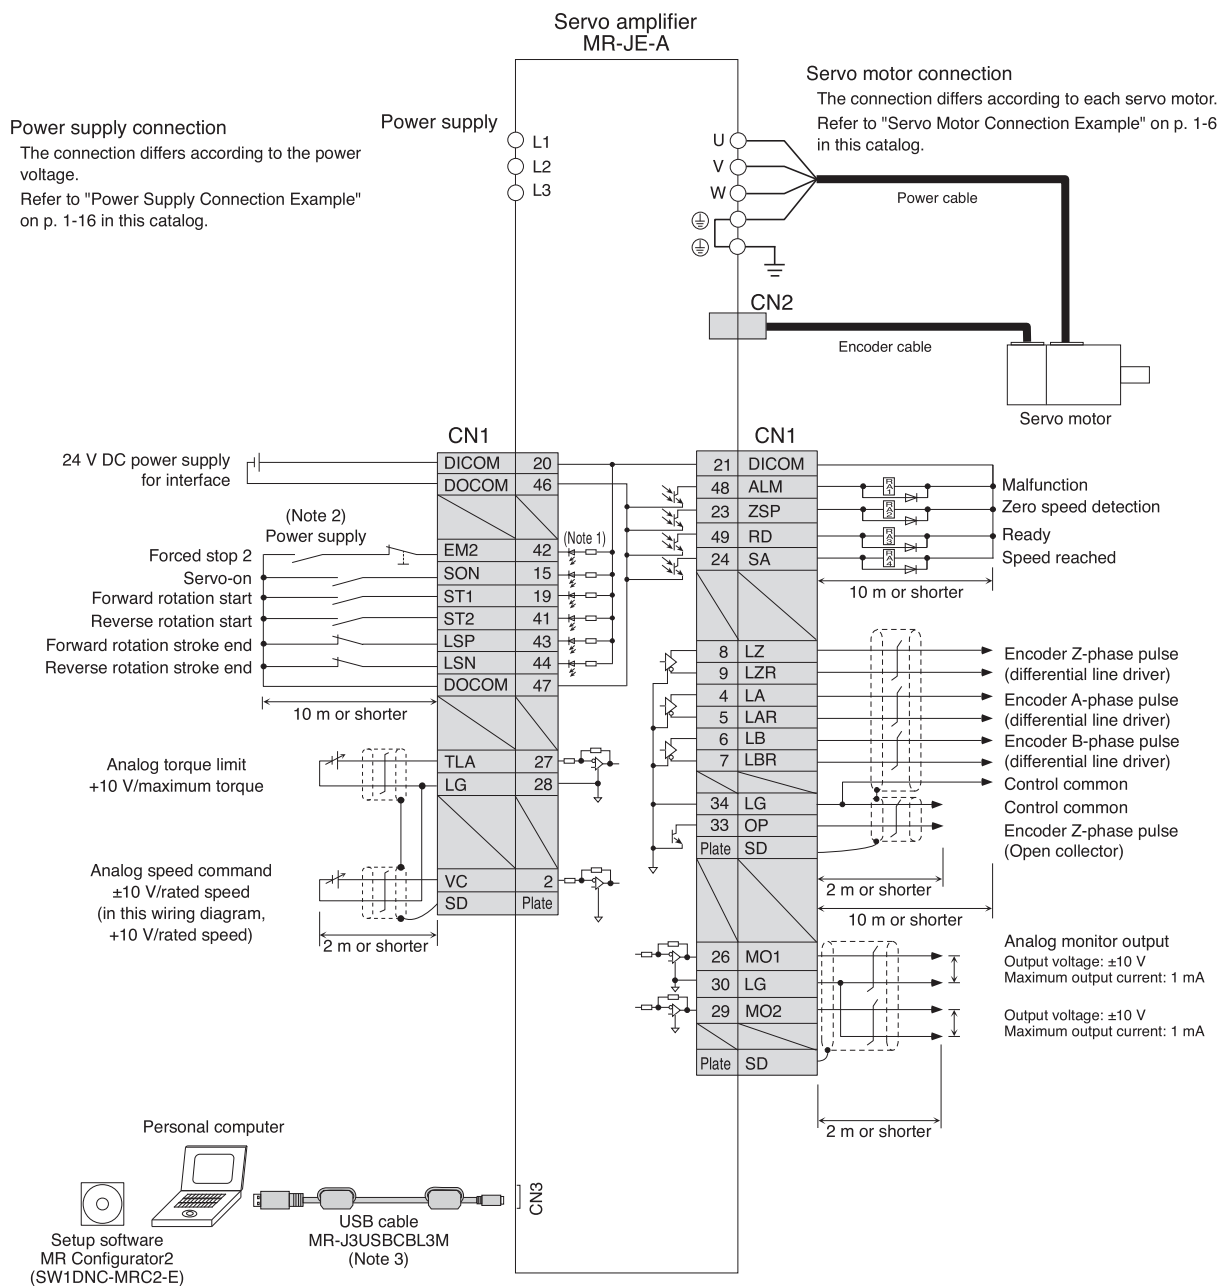 Servo amplifier
MR-JE-A
Servo motor connection
The connection differs according to each servo motor.
Refer to "Servo Motor Connection Example" on p. 1-6
in this catalog.
Power supply connection
The connection differs according to the power
voltage.
Refer to "Power Supply Connection Example"
on p. 1-16 in this catalog.
Power supply
L1
L2
L3
U
V
W
Power cable
CN2
Encoder cable
Servo motor
CN1
24 V DC power supply
for interface
DICOM 20
DOCOM 46
(Note 2)
Power supply
(Note 1)
Forced stop 2
EM2 42
Servo-on
SON 15
Forward rotation start
ST1 19
Reverse rotation start
ST2 41
Forward rotation stroke end
LSP 43
Reverse rotation stroke end
LSN 44
DOCOM 47
10 m or shorter
Analog torque limit
+10 V/maximum torque
TLA 27
LG 28
Analog speed command
±10 V/rated speed
(in this wiring diagram,
+10 V/rated speed)
VC 2
SD Plate
2 m or shorter
CN1
21 DICOM
48 ALM
RA1
Malfunction
23 ZSP
RA2
Zero speed detection
49 RD
RA3
Ready
24 SA
RA4
Speed reached
10 m or shorter
8 LZ
9 LZR
Encoder Z-phase pulse
(differential line driver)
4 LA
5 LAR
Encoder A-phase pulse
(differential line driver)
6 LB
7 LBR
Encoder B-phase pulse
(differential line driver)
Control common
34 LG
Control common
33 OP
Encoder Z-phase pulse
(Open collector)
Plate SD
2 m or shorter
10 m or shorter
Analog monitor output
26 MO1
Output voltage: ±10 V
Maximum output current: 1 mA
30 LG
29 MO2
Output voltage: ±10 V
Maximum output current: 1 mA
Plate SD
2 m or shorter
Personal computer
CN3
USB cable
MR-J3USBCBL3M
(Note 3)
Setup software
MR Configurator2
(SW1DNC-MRC2-E)